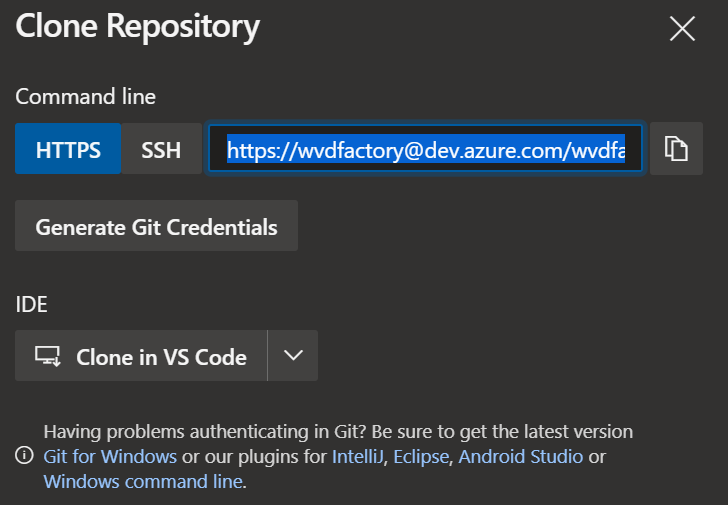 Clone Repository
Command line
HTTPS
SSH
https://wvdfactory@dev.azure.com/wvdfa
Generate Git Credentials
IDE
Clone in VS Code
Having problems authenticating in Git? Be sure to get the latest version
Git for Windows or our plugins for IntelliJ, Eclipse, Android Studio or
Windows command line.